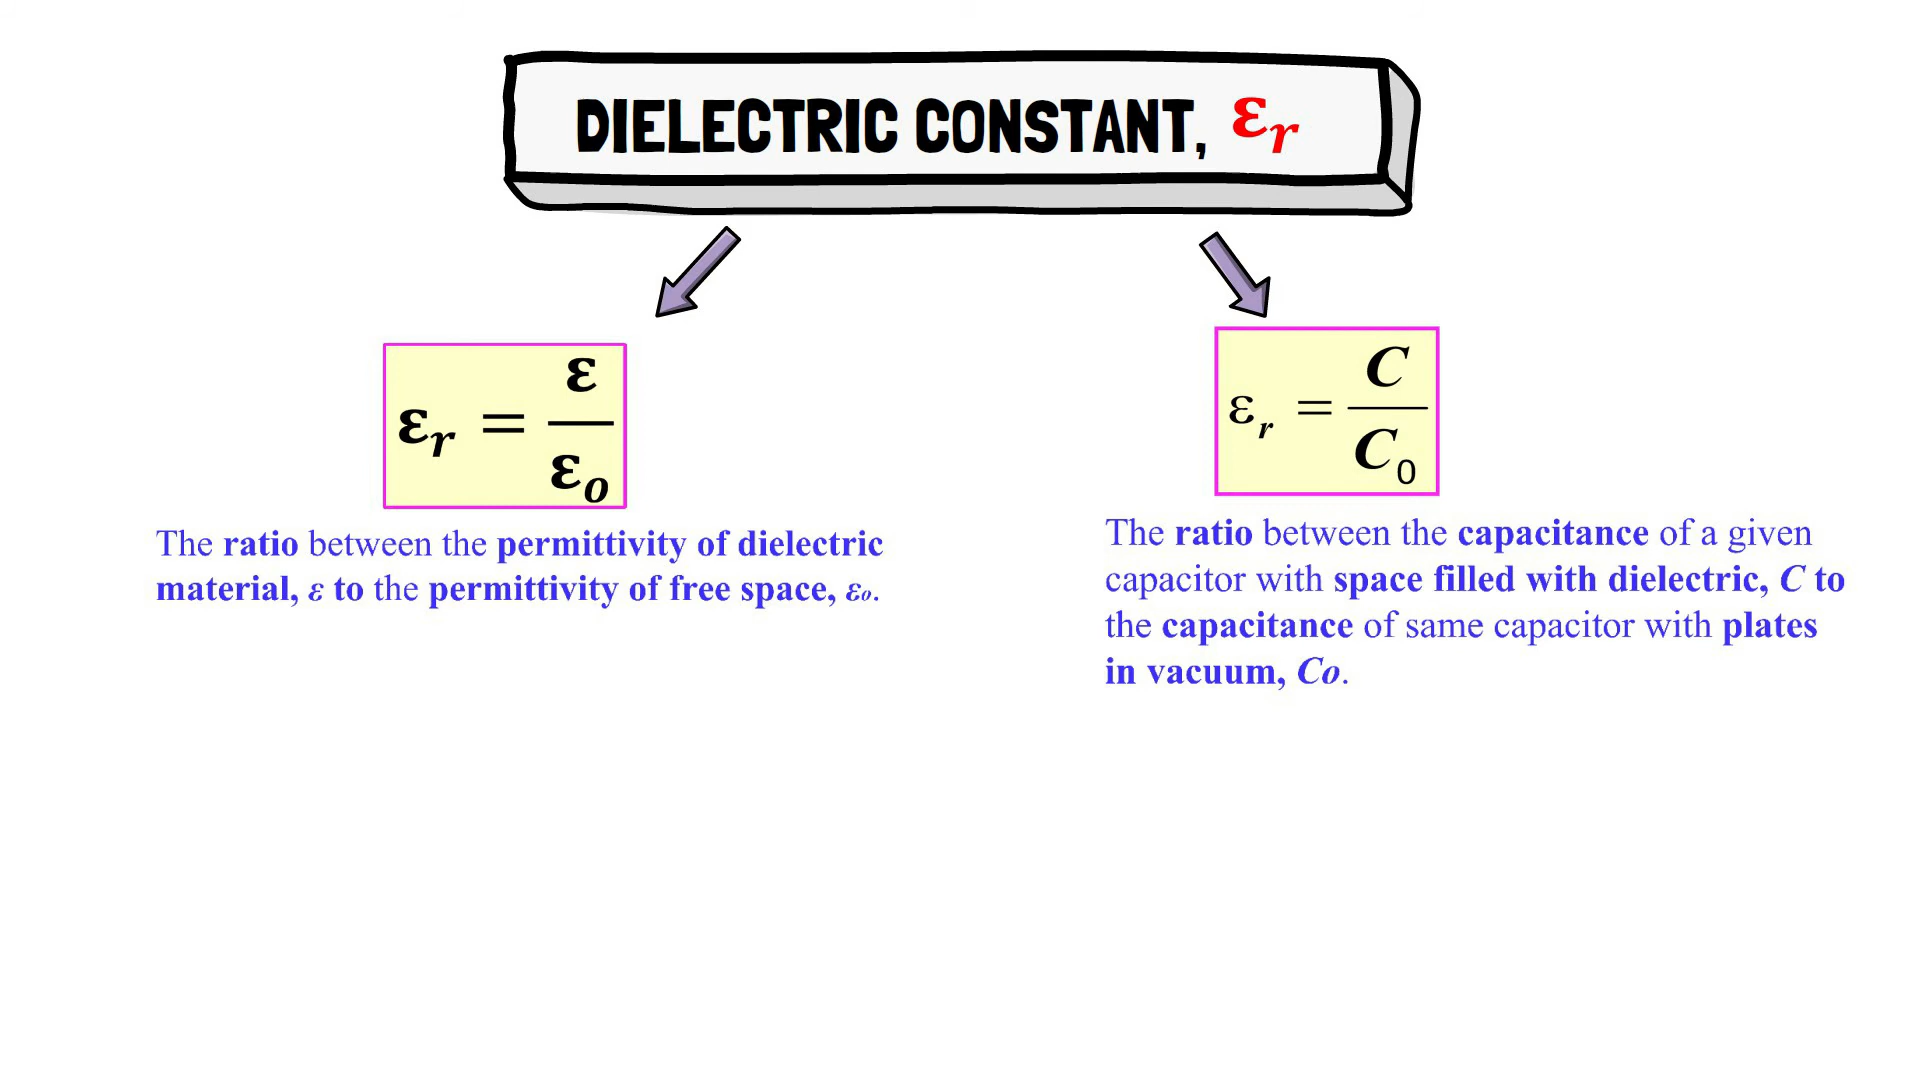 DIELECTRIC CONSTANT, εr
εr = ε/εo
The ratio between the permittivity of dielectric
material, ε to the permittivity of free space, εo.
εr = C/C0
The ratio between the capacitance of a given
capacitor with space filled with dielectric, C to
the capacitance of same capacitor with plates
in vacuum, Co.